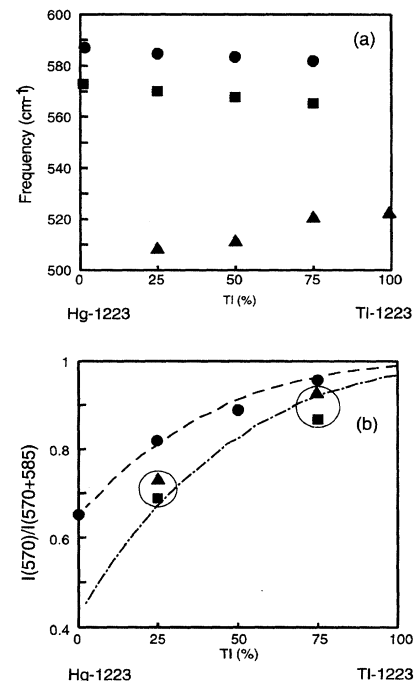 600
(a)
580
560
540
520
500
Frequency (cm-1)
0 25 50 75 100
Tl (%)
Hg-1223 Tl-1223
1
0.8
0.6
0.4
(b)
I(570)/I(570+585)
0 25 50 75 100
Tl (%)
Hg-1223 Tl-1223